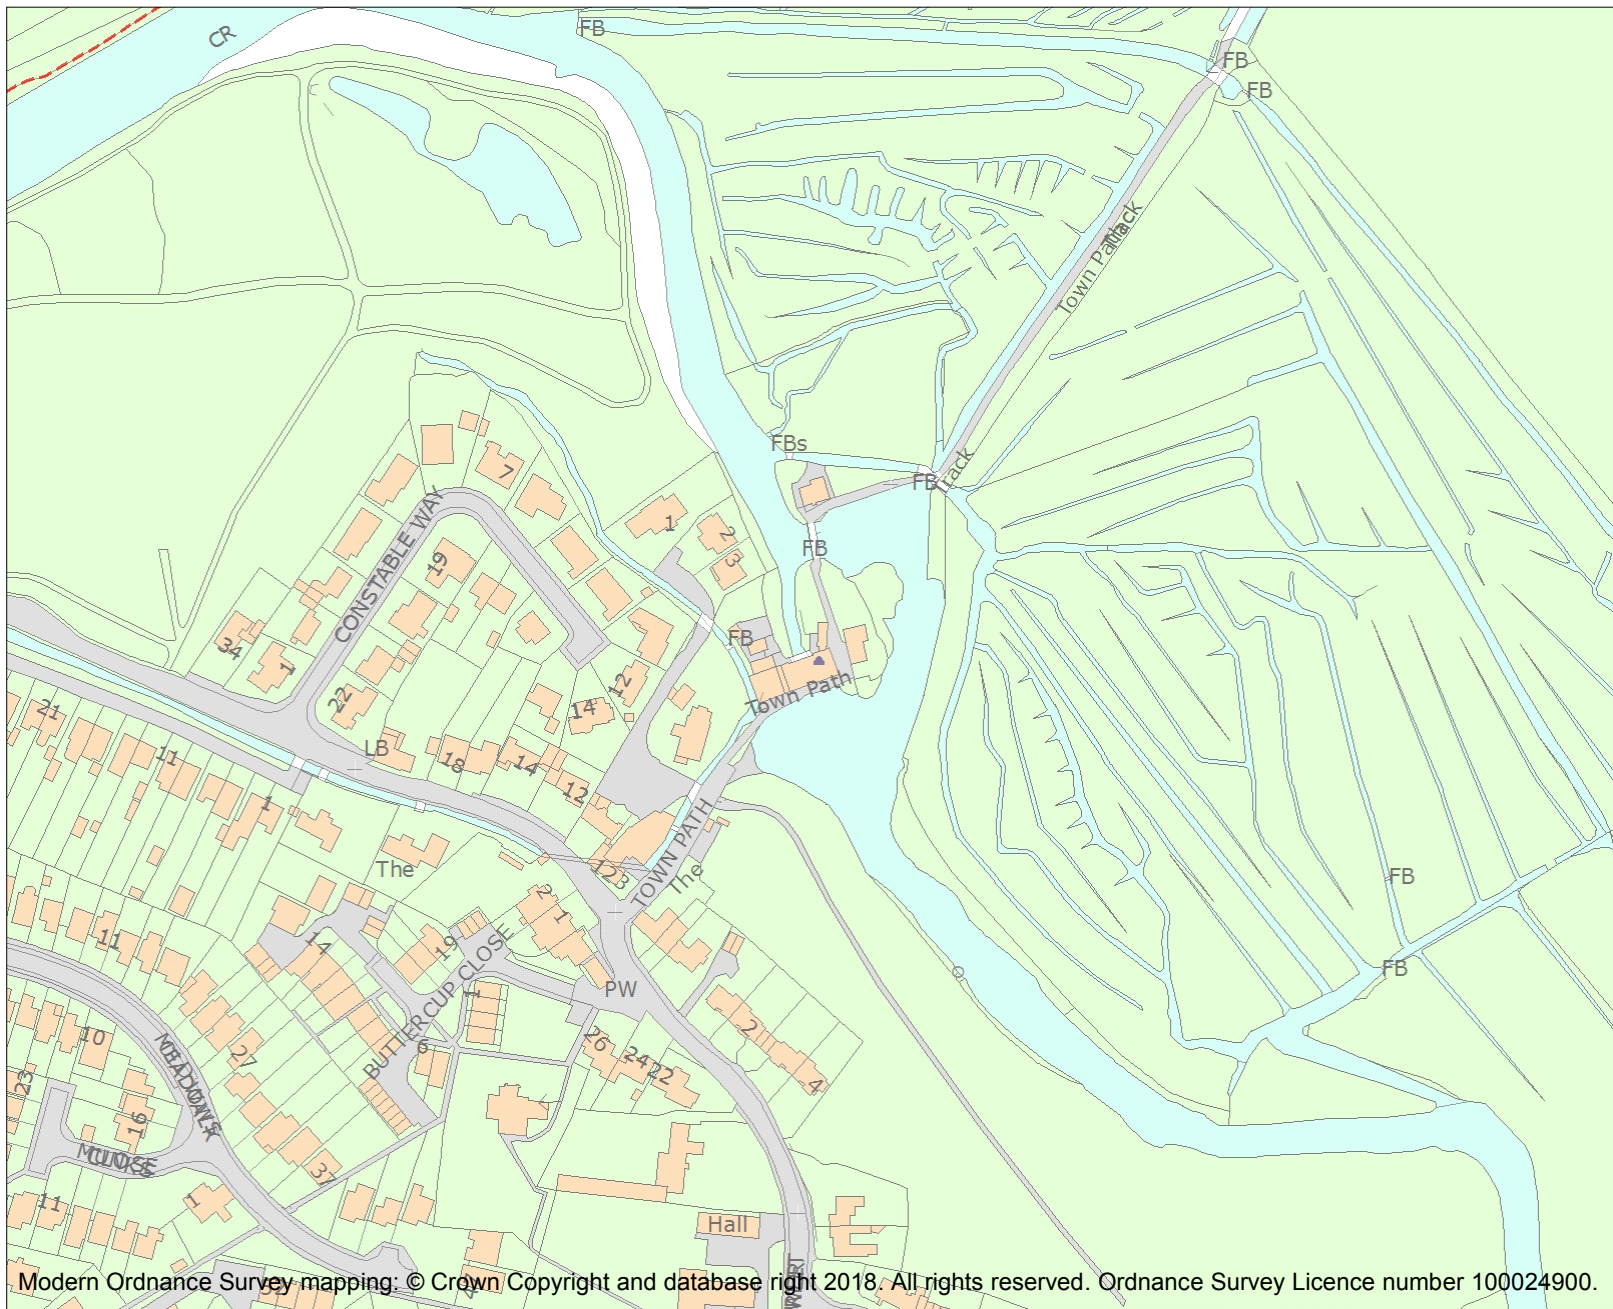 CR
FB
FB
FB
Town Path
Track
FBs
FB
Track
7
1
2
3
FB
CONSTABLE WAY
19
FB
34
1
12
22
14
Town Path
21
LB
11
18
14
12
1
TOWN PATH
The
123
The
FB
2
1
11
14
19
BUTTERCUP CLOSE
FB
1
PW
10
27
6
26
24
22
2
4
23
16
CLOSE
37
11
1
Hall
Modern Ordnance Survey mapping: © Crown Copyright and database right 2018. All rights reserved. Ordnance Survey Licence number 100024900.